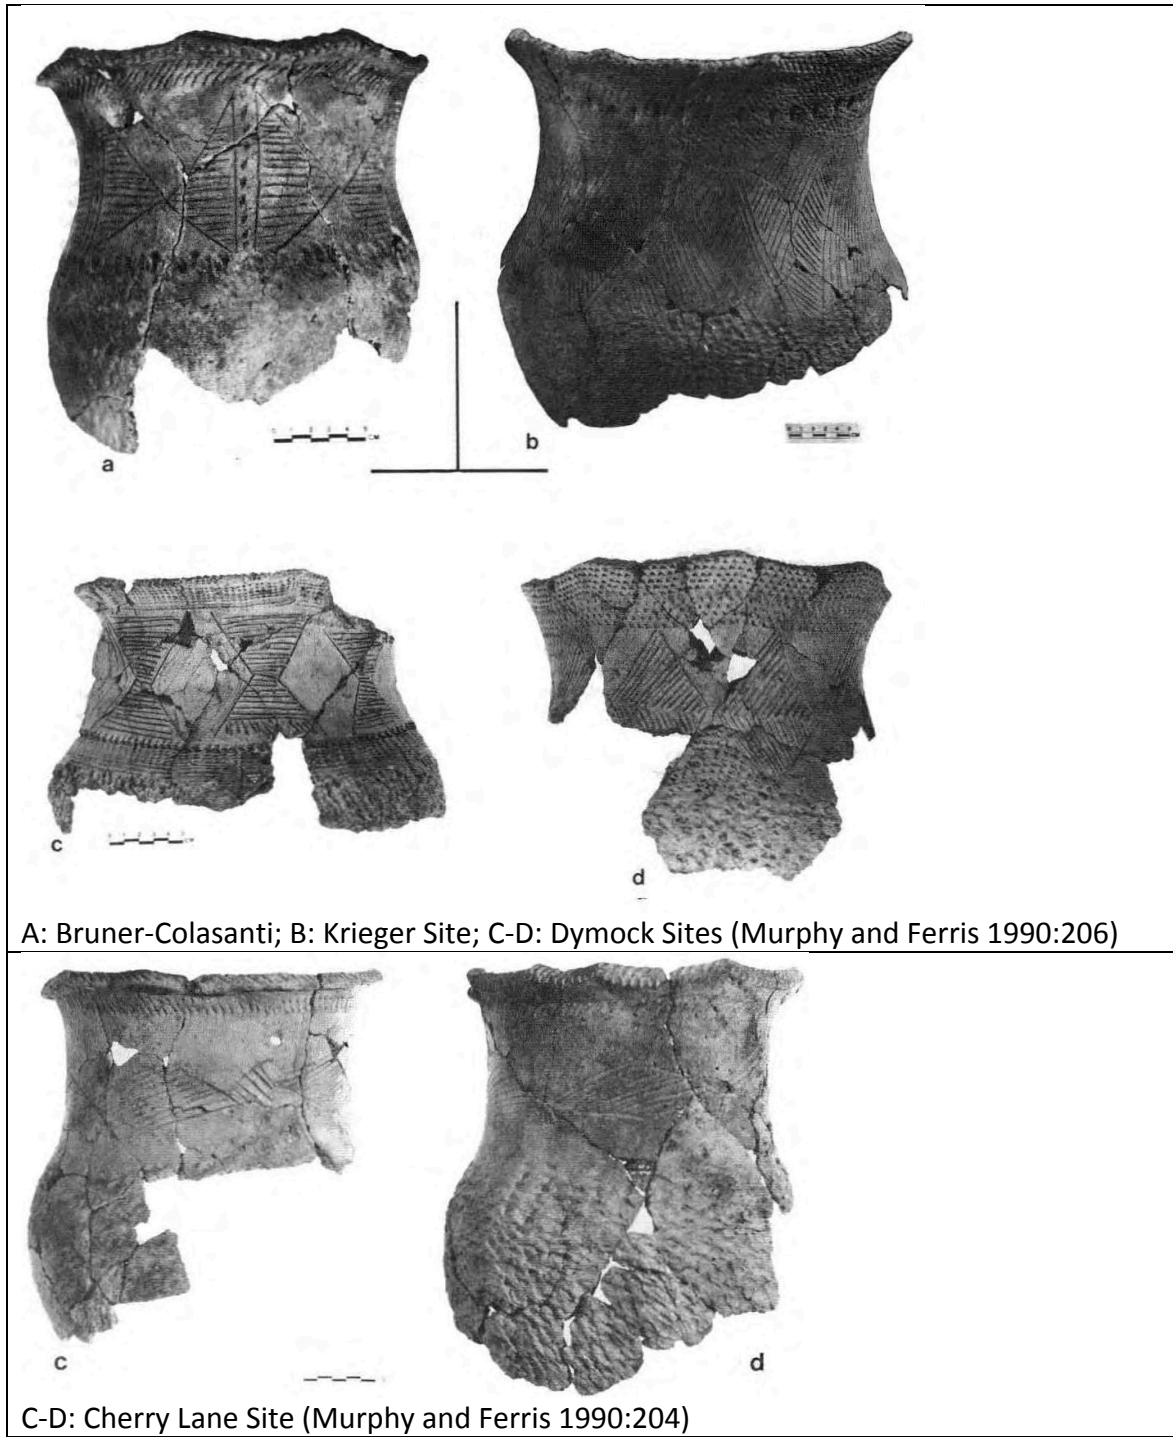 a
b
c
d
A: Bruner-Colasanti; B: Krieger Site; C-D: Dymock Sites (Murphy and Ferris 1990:206)
c
d
C-D: Cherry Lane Site (Murphy and Ferris 1990:204)